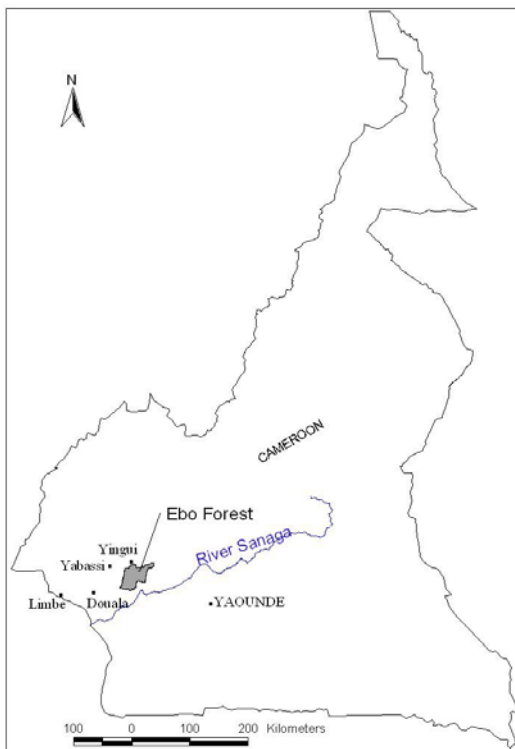 N
CAMEROON
Ebo Forest
River Sanaga
Yingui
Yabassi
Limbe
Douala
YAOUNDE
100 0 100 200 Kilometers